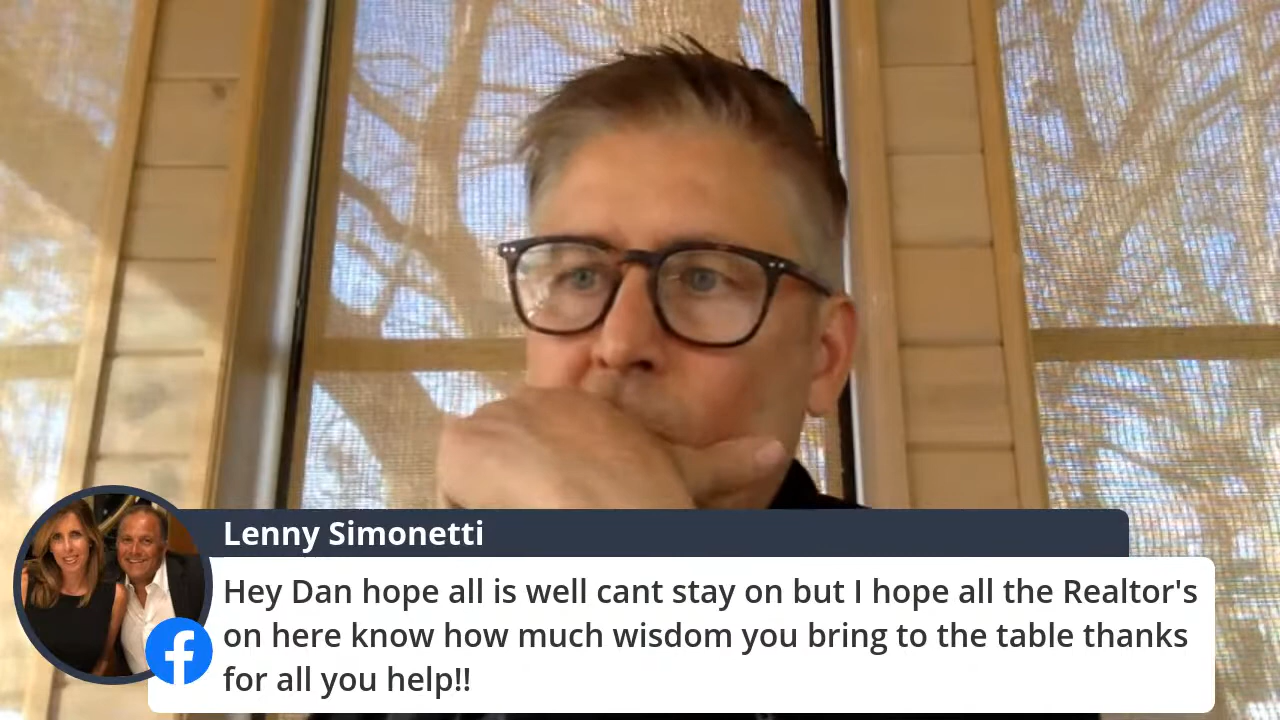 Lenny Simonetti
Hey Dan hope all is well cant stay on but I hope all the Realtor's
on here know how much wisdom you bring to the table thanks
for all you help!!